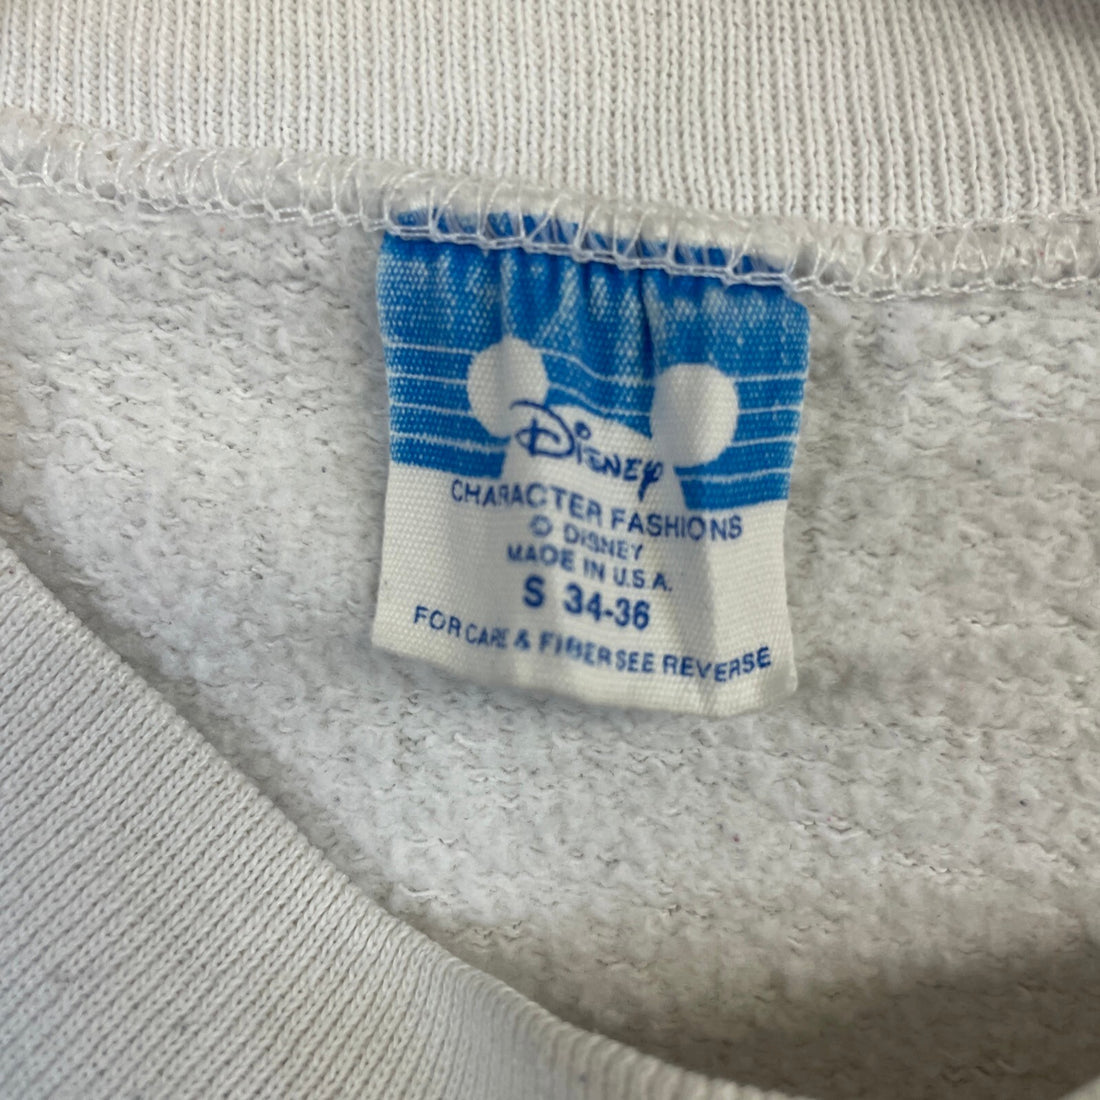 Disney
CHARACTER FASHIONS
© DISNEY
MADE IN U.S.A.
S 34-36
FOR CARE & FIBER SEE REVERSE